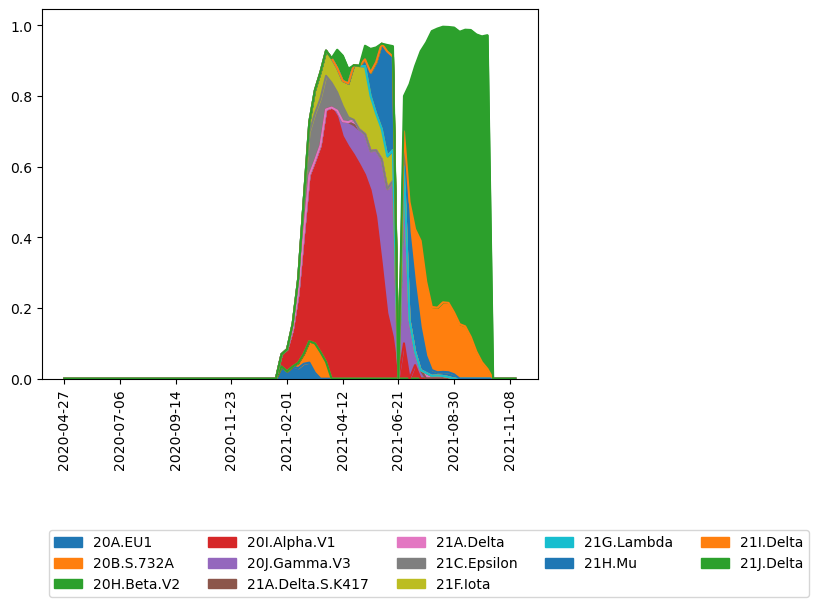 1.0
0.8
0.6
0.4
0.2
0.0
2020-04-27
2020-07-06
2020-09-14
2020-11-23
2021-02-01
2021-04-12
2021-06-21
2021-08-30
2021-11-08
20A.EU1
20B.S.732A
20H.Beta.V2
20I.Alpha.V1
20J.Gamma.V3
21A.Delta.S.K417
21A.Delta
21C.Epsilon
21F.Iota
21G.Lambda
21H.Mu
21I.Delta
21J.Delta